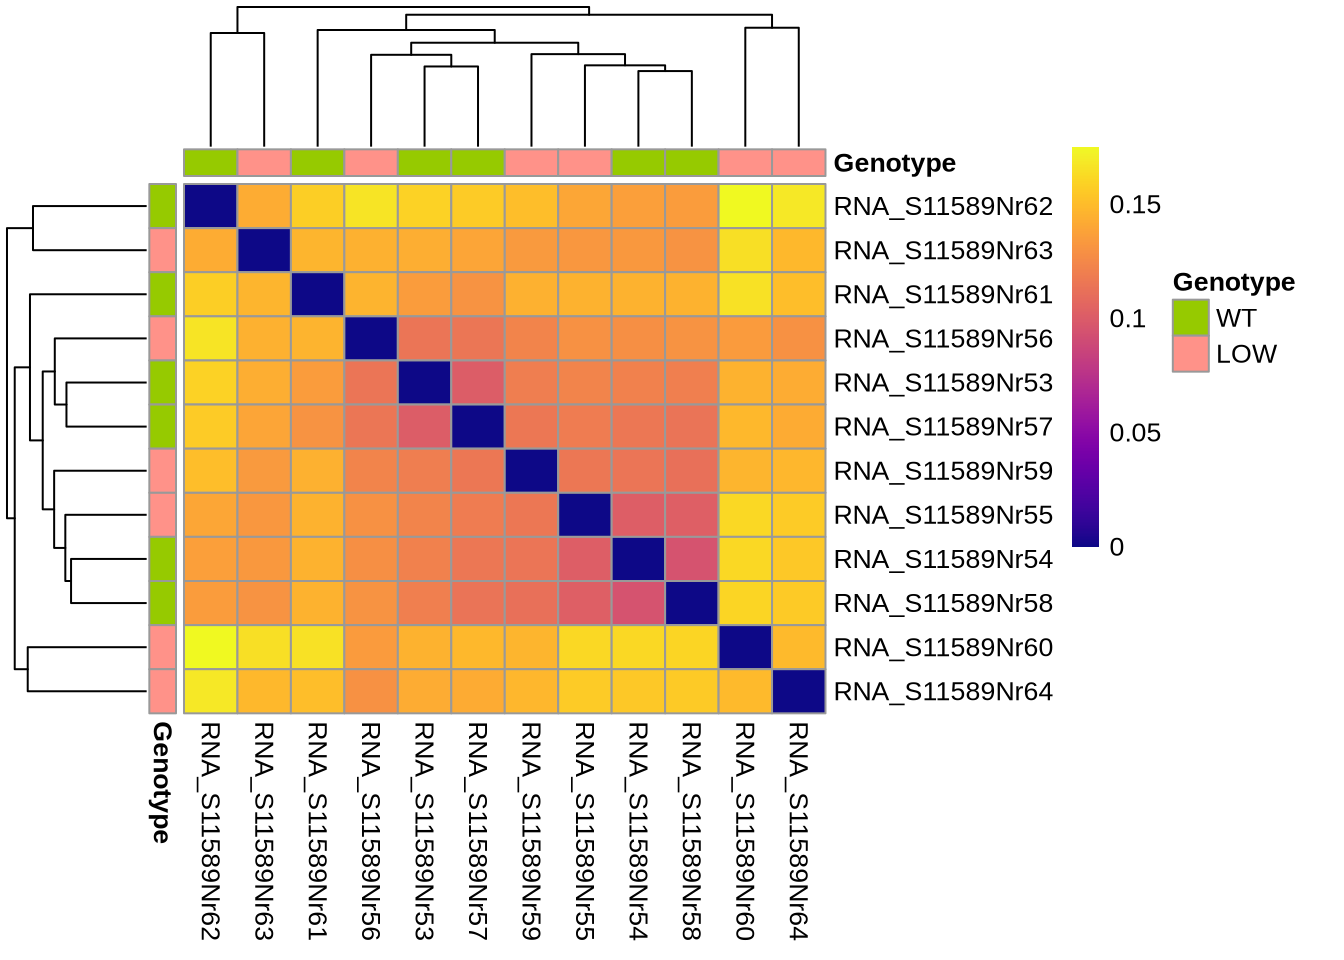 Genotype
RNA_S11589Nr62
RNA_S11589Nr63
RNA_S11589Nr61
RNA_S11589Nr56
RNA_S11589Nr53
RNA_S11589Nr57
RNA_S11589Nr59
RNA_S11589Nr55
RNA_S11589Nr54
RNA_S11589Nr58
RNA_S11589Nr60
RNA_S11589Nr64
0.15
0.1
0.05
0
Genotype
WT
LOW
Genotype
RNA_S11589Nr62
RNA_S11589Nr63
RNA_S11589Nr61
RNA_S11589Nr56
RNA_S11589Nr53
RNA_S11589Nr57
RNA_S11589Nr59
RNA_S11589Nr55
RNA_S11589Nr54
RNA_S11589Nr58
RNA_S11589Nr60
RNA_S11589Nr64